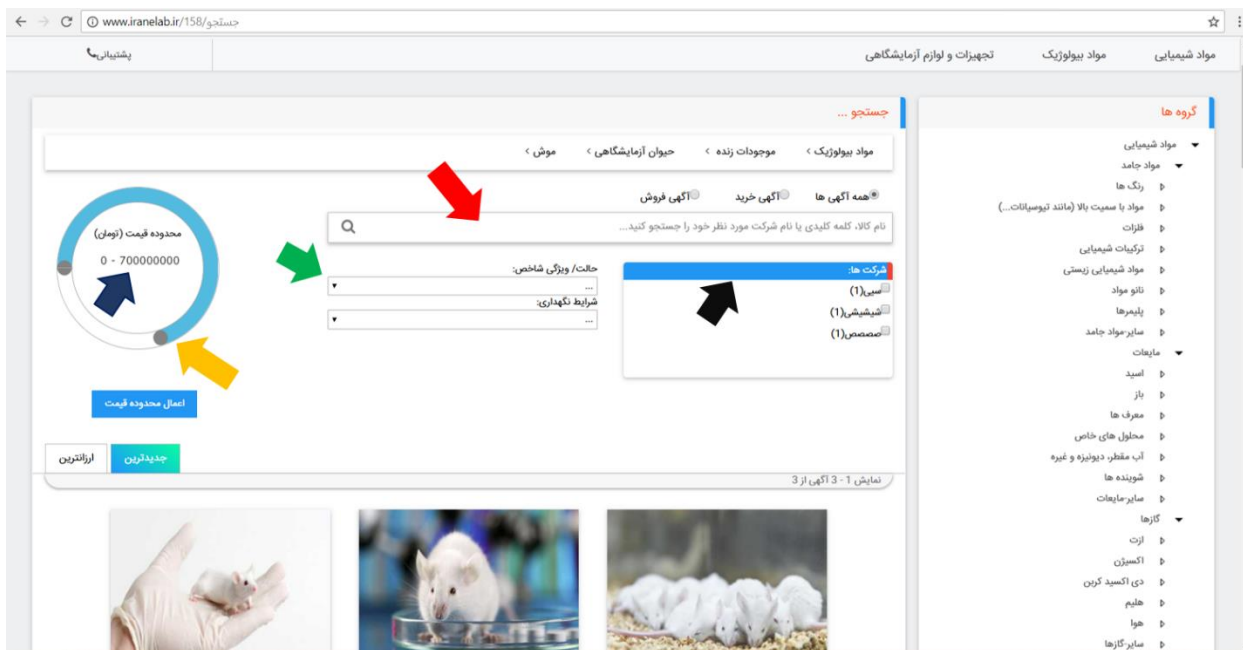 www.iranelab.ir/158/جستجو
مواد شیمیایی
مواد بیولوژیک
تجهیزات و لوازم آزمایشگاهی
پشتیبانی
گروه ها
مواد شیمیایی
مواد جامد
رنگ ها
مواد با سمیت بالا (مانند تیوسیانات...)
فلزات
ترکیبات شیمیایی
مواد شیمیایی زیستی
نانو مواد
پلیمرها
سایر-مواد جامد
مایعات
اسید
باز
معرف ها
محلول های خاص
آب مقطر، دیونیزه و غیره
شوینده ها
سایر-مایعات
گازها
ازت
اکسیژن
دی اکسید کربن
هلیم
هوا
سایر-گازها
جستجو ...
مواد بیولوژیک › موجودات زنده › حیوان آزمایشگاهی › موش ›
همه آگهی ها آگهی خرید آگهی فروش
نام کالا، کلمه کلیدی یا نام شرکت مورد نظر خود را جستجو کنید...
شرکت ها:
سیی(1)
شیشیشی(1)
صصصص(1)
حالت/ ویژگی شاخص:
...
شرایط نگهداری:
...
محدوده قیمت (تومان)
0 - 700000000
اعمال محدوده قیمت
جدیدترین
ارزانترین
نمایش 1 - 3 آگهی از 3